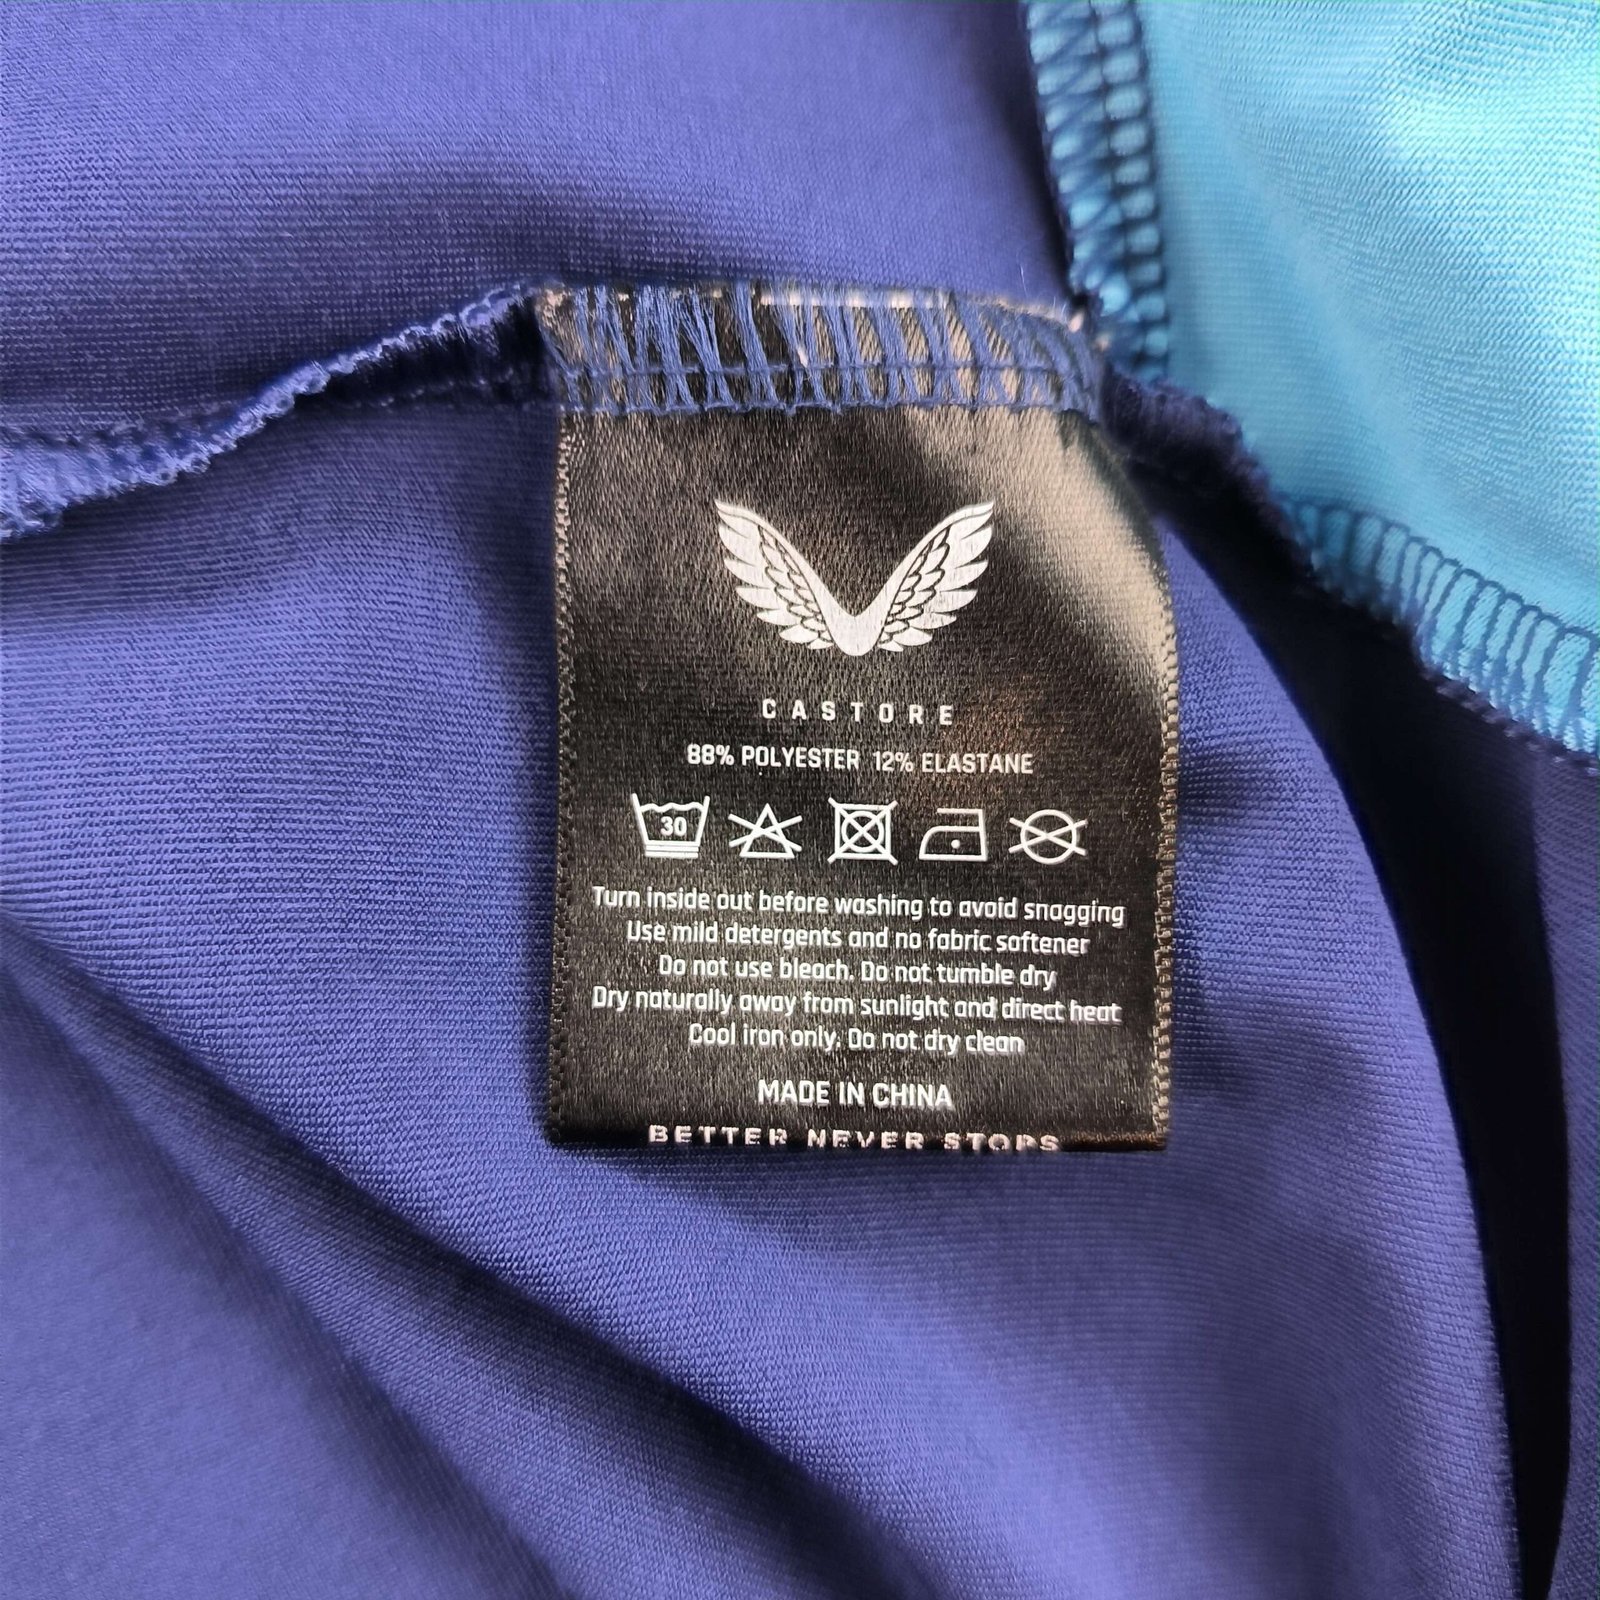 CASTORE
88% POLYESTER 12% ELASTANE
30
Turn inside out before washing to avoid snagging
Use mild detergents and no fabric softener
Do not use bleach. Do not tumble dry
Dry naturally away from sunlight and direct heat
Cool iron only. Do not dry clean
MADE IN CHINA
BETTER NEVER STOPS